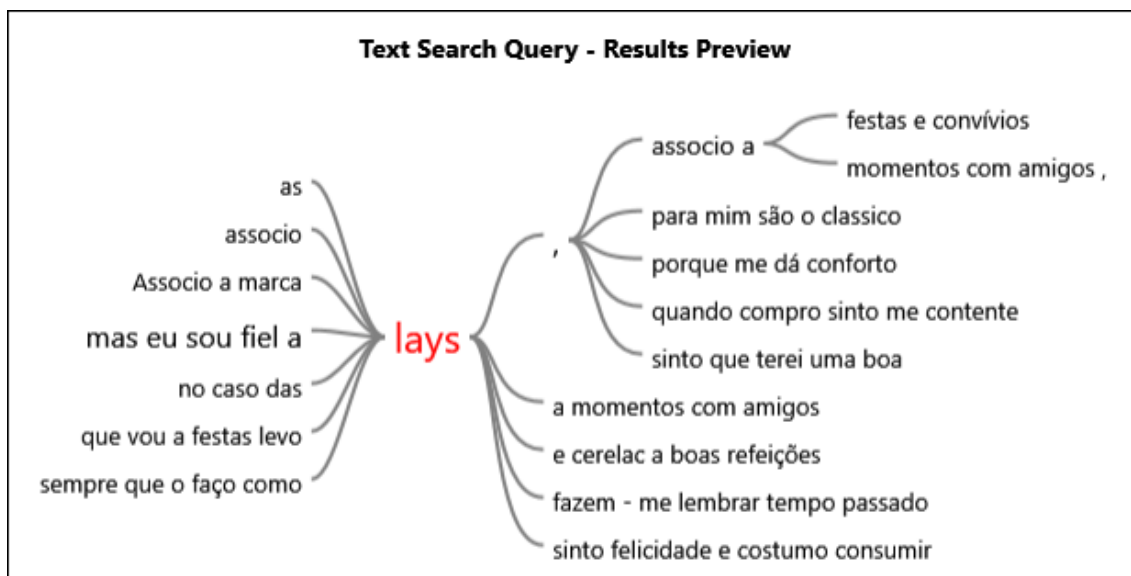 Text Search Query - Results Preview
as
associo
Associo a marca
mas eu sou fiel a
no caso das
que vou a festas levo
sempre que o faço como
lays
,
associo a
festas e convívios
momentos com amigos ,
para mim são o classico
porque me dá conforto
quando compro sinto me contente
sinto que terei uma boa
a momentos com amigos
e cerelac a boas refeições
fazem - me lembrar tempo passado
sinto felicidade e costumo consumir